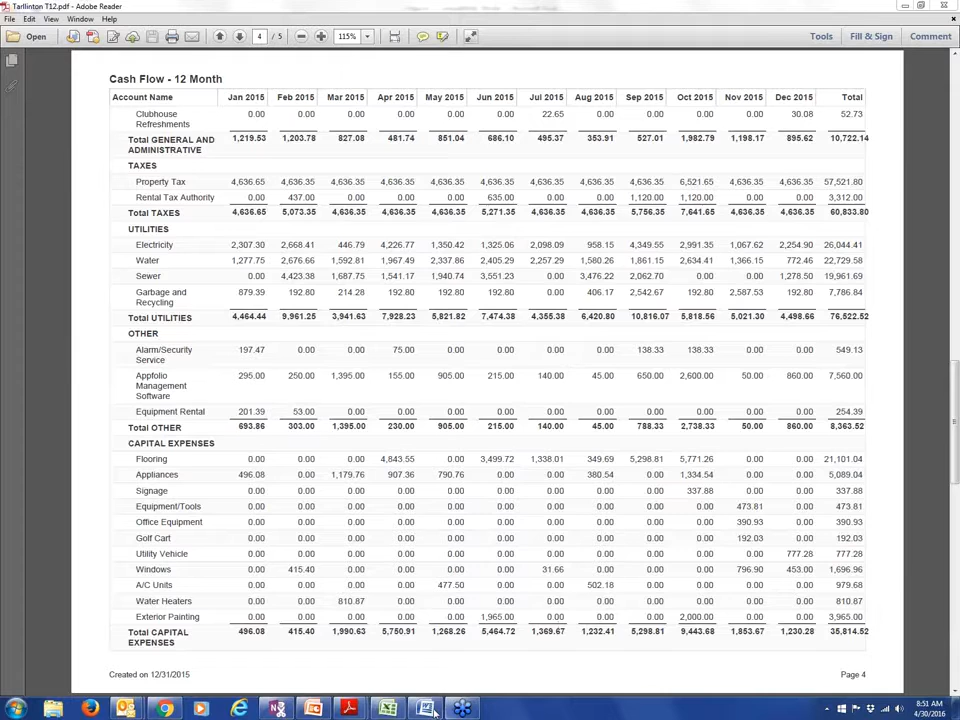 Tarllinton T12.pdf - Adobe Reader
File Edit View Window Help
Open 4 / 5 115% Tools Fill & Sign Comment
Cash Flow - 12 Month
Account Name Jan 2015 Feb 2015 Mar 2015 Apr 2015 May 2015 Jun 2015 Jul 2015 Aug 2015 Sep 2015 Oct 2015 Nov 2015 Dec 2015 Total
Clubhouse 0.00 0.00 0.00 0.00 0.00 0.00 22.65 0.00 0.00 0.00 0.00 30.08 52.73
Refreshments
Total GENERAL AND 1,219.53 1,203.78 827.08 481.74 851.04 686.10 495.37 353.91 527.01 1,982.79 1,198.17 895.62 10,722.14
ADMINISTRATIVE
TAXES
Property Tax 4,636.65 4,636.35 4,636.35 4,636.35 4,636.35 4,636.35 4,636.35 4,636.35 4,636.35 6,521.65 4,636.35 4,636.35 57,521.80
Rental Tax Authority 0.00 437.00 0.00 0.00 0.00 635.00 0.00 0.00 1,120.00 1,120.00 0.00 0.00 3,312.00
Total TAXES 4,636.65 5,073.35 4,636.35 4,636.35 4,636.35 5,271.35 4,636.35 4,636.35 5,756.35 7,641.65 4,636.35 4,636.35 60,833.80
UTILITIES
Electricity 2,307.30 2,668.41 446.79 4,226.77 1,350.42 1,325.06 2,098.09 958.15 4,349.55 2,991.35 1,067.62 2,254.90 26,044.41
Water 1,277.75 2,676.66 1,592.81 1,967.49 2,337.86 2,405.29 2,257.29 1,580.26 1,861.15 2,634.41 1,366.15 772.46 22,729.58
Sewer 0.00 4,423.38 1,687.75 1,541.17 1,940.74 3,551.23 0.00 3,476.22 2,062.70 0.00 0.00 1,278.50 19,961.69
Garbage and 879.39 192.80 214.28 192.80 192.80 192.80 0.00 406.17 2,542.67 192.80 2,587.53 192.80 7,786.84
Recycling
Total UTILITIES 4,464.44 9,961.25 3,941.63 7,928.23 5,821.82 7,474.38 4,355.38 6,420.80 10,816.07 5,818.56 5,021.30 4,498.66 76,522.52
OTHER
Alarm/Security 197.47 0.00 0.00 75.00 0.00 0.00 0.00 0.00 138.33 138.33 0.00 0.00 549.13
Service
Appfolio 295.00 250.00 1,395.00 155.00 905.00 215.00 140.00 45.00 650.00 2,600.00 50.00 860.00 7,560.00
Management
Software
Equipment Rental 201.39 53.00 0.00 0.00 0.00 0.00 0.00 0.00 0.00 0.00 0.00 0.00 254.39
Total OTHER 693.86 303.00 1,395.00 230.00 905.00 215.00 140.00 45.00 788.33 2,738.33 50.00 860.00 8,363.52
CAPITAL EXPENSES
Flooring 0.00 0.00 0.00 4,843.55 0.00 3,499.72 1,338.01 349.69 5,298.81 5,771.26 0.00 0.00 21,101.04
Appliances 496.08 0.00 1,179.76 907.36 790.76 0.00 0.00 380.54 0.00 1,334.54 0.00 0.00 5,089.04
Signage 0.00 0.00 0.00 0.00 0.00 0.00 0.00 0.00 0.00 337.88 0.00 0.00 337.88
Equipment/Tools 0.00 0.00 0.00 0.00 0.00 0.00 0.00 0.00 0.00 0.00 473.81 0.00 473.81
Office Equipment 0.00 0.00 0.00 0.00 0.00 0.00 0.00 0.00 0.00 0.00 390.93 0.00 390.93
Golf Cart 0.00 0.00 0.00 0.00 0.00 0.00 0.00 0.00 0.00 0.00 192.03 0.00 192.03
Utility Vehicle 0.00 0.00 0.00 0.00 0.00 0.00 0.00 0.00 0.00 0.00 0.00 777.28 777.28
Windows 0.00 415.40 0.00 0.00 0.00 0.00 31.66 0.00 0.00 0.00 796.90 453.00 1,696.96
A/C Units 0.00 0.00 0.00 0.00 477.50 0.00 0.00 502.18 0.00 0.00 0.00 0.00 979.68
Water Heaters 0.00 0.00 810.87 0.00 0.00 0.00 0.00 0.00 0.00 0.00 0.00 0.00 810.87
Exterior Painting 0.00 0.00 0.00 0.00 0.00 1,965.00 0.00 0.00 0.00 2,000.00 0.00 0.00 3,965.00
Total CAPITAL 496.08 415.40 1,990.63 5,750.91 1,268.26 5,464.72 1,369.67 1,232.41 5,298.81 9,443.68 1,853.67 1,230.28 35,814.52
EXPENSES
Created on 12/31/2015 Page 4
8:51 AM
4/30/2016